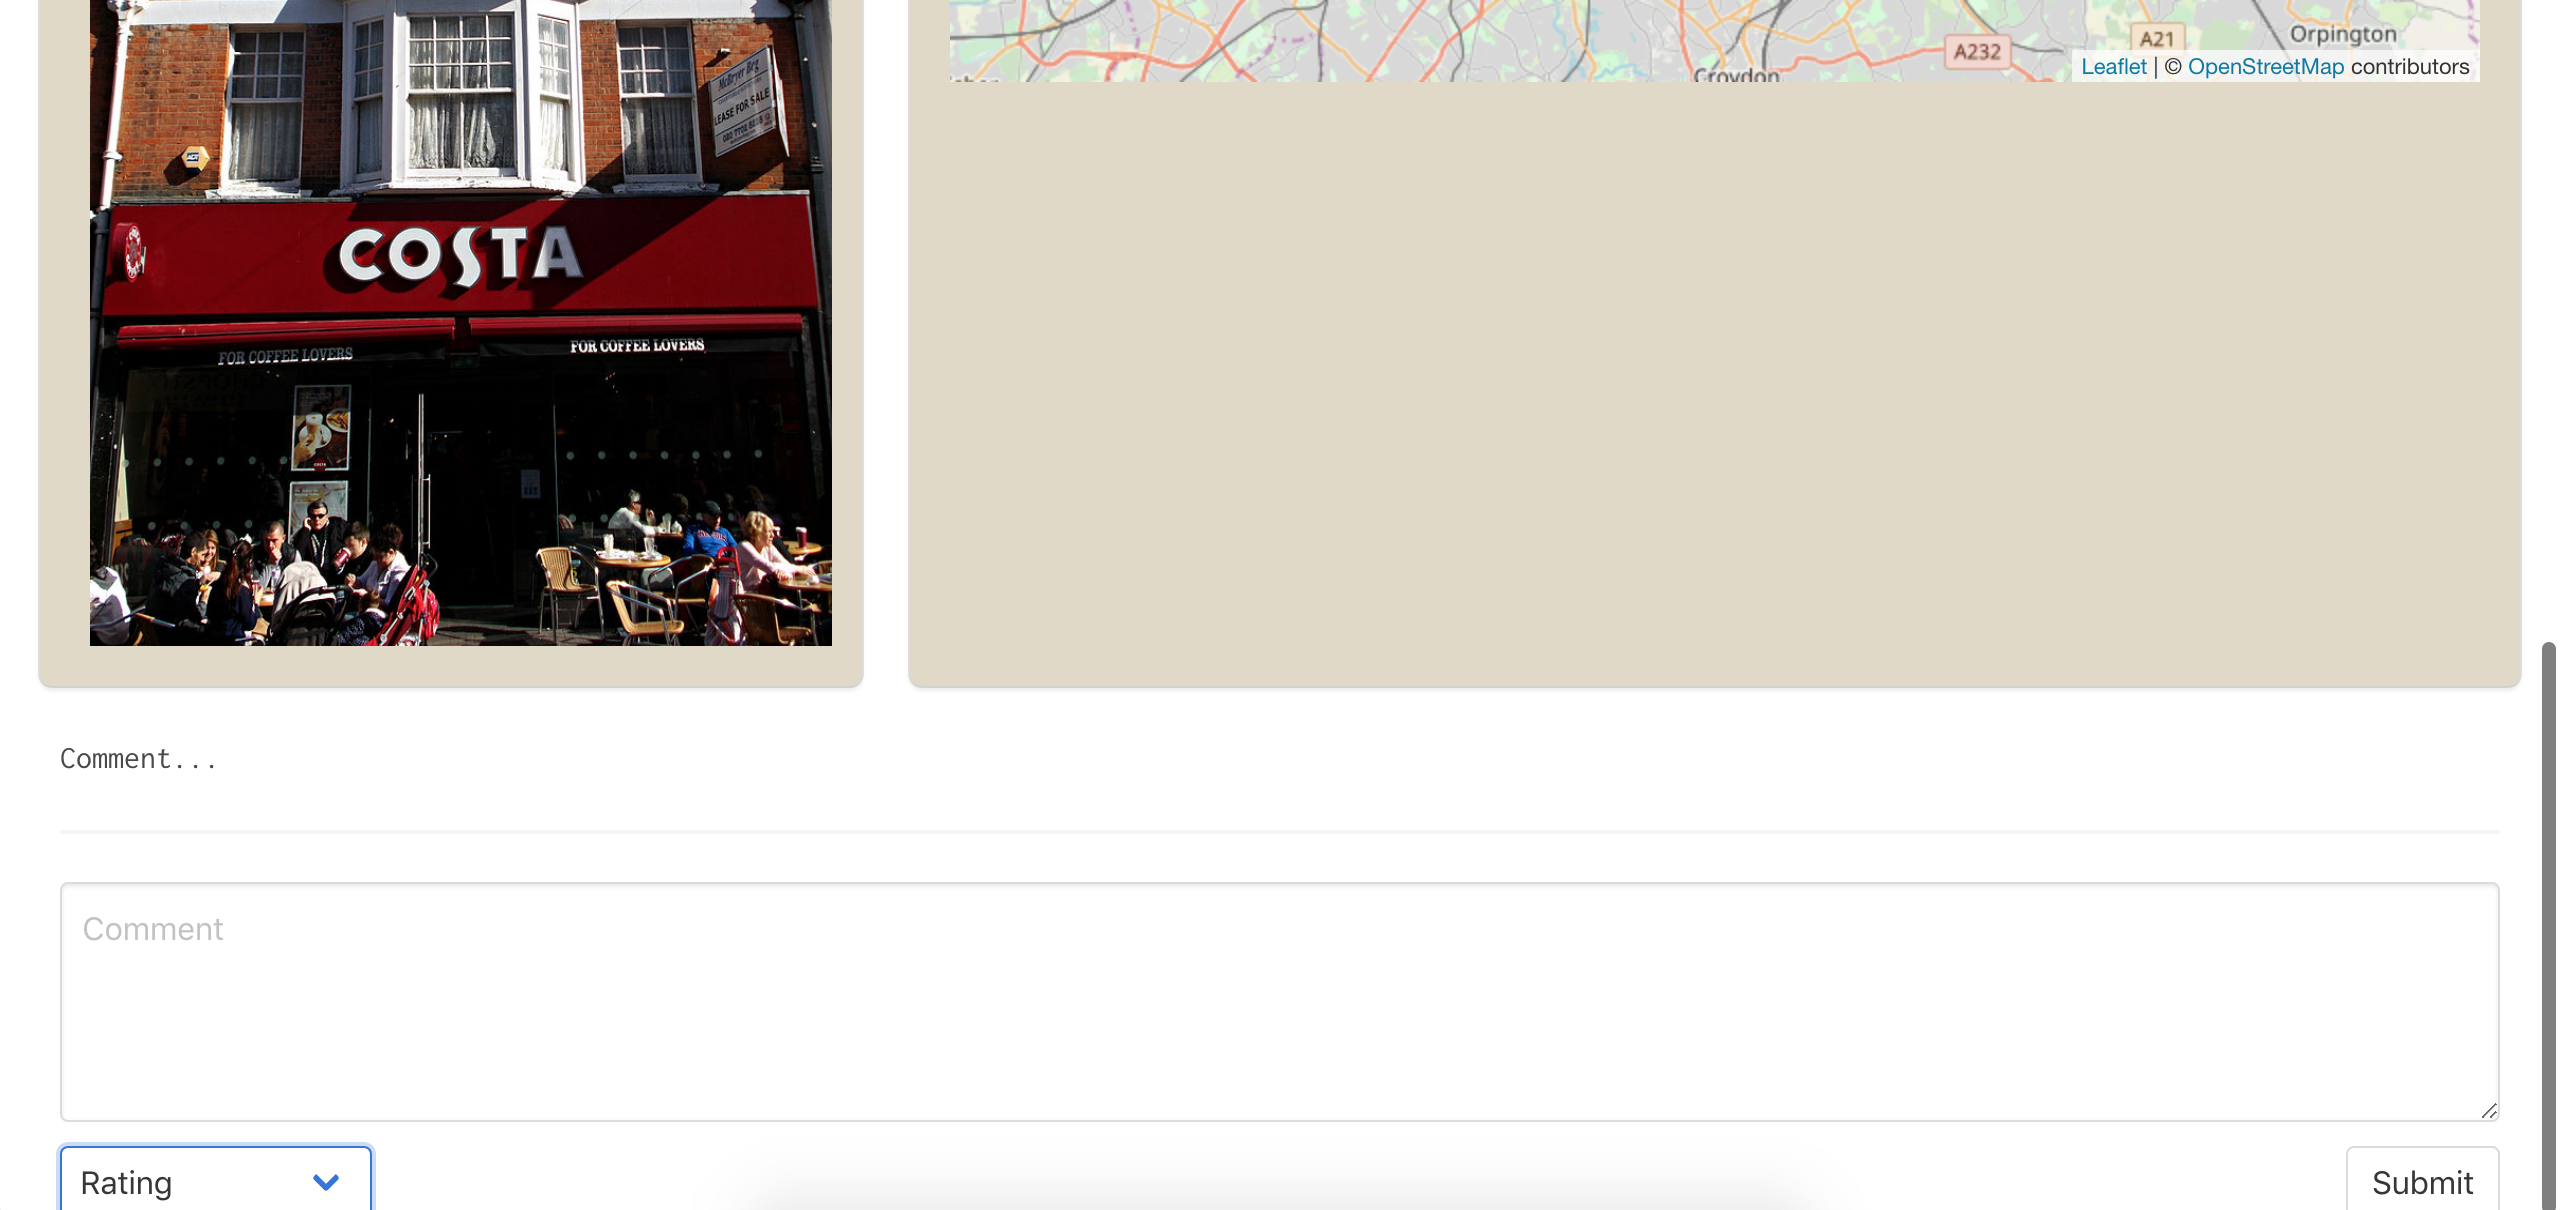 McBryer Beg
LEASE FOR SALE
COSTA
FOR COFFEE LOVERS
FOR COFFEE LOVERS
A232
A21
Orpington
Croydon
Leaflet | © OpenStreetMap contributors
Comment...
Comment
Rating
Submit